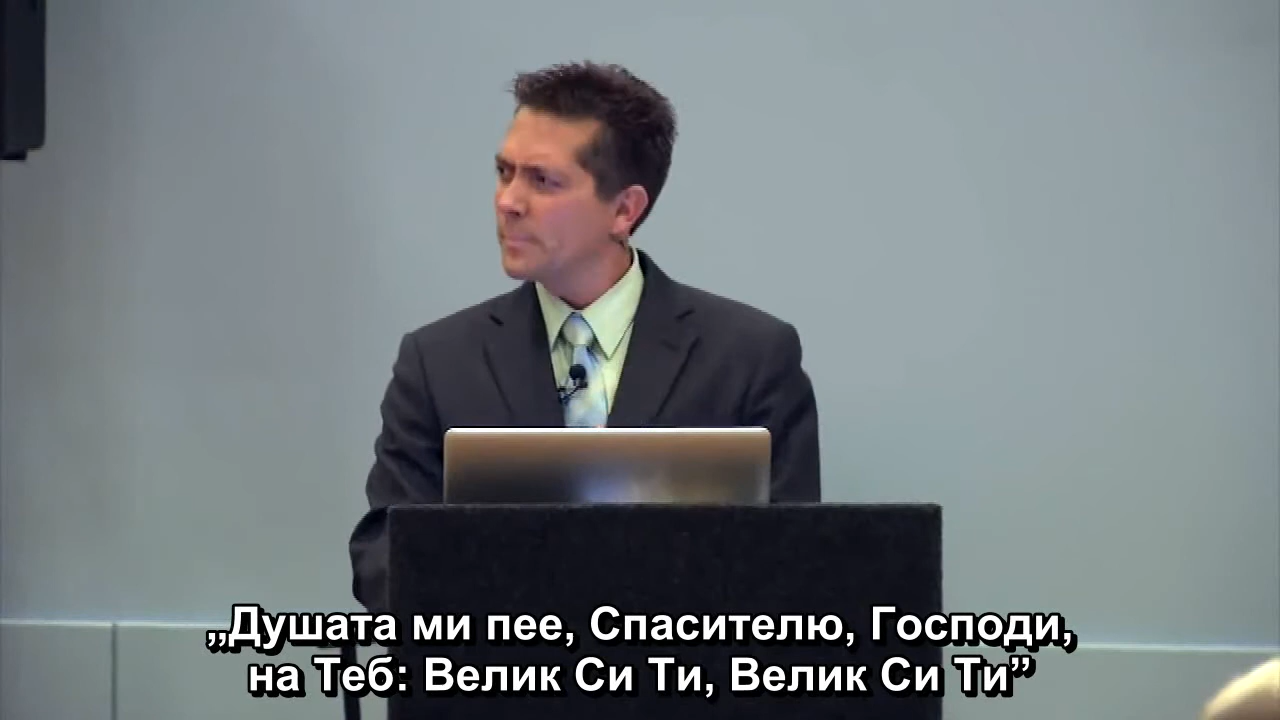 „Душата ми пее, Спасителю, Господи,
на Теб: Велик Си Ти, Велик Си Ти”